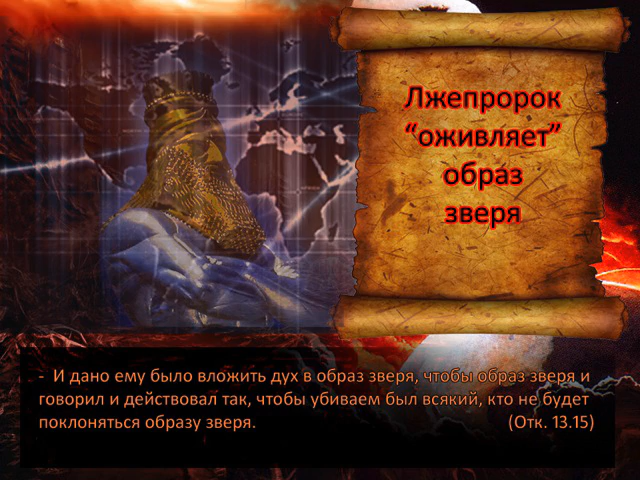 Лжепророк
“оживляет”
образ
зверя
- И дано ему было вложить дух в образ зверя, чтобы образ зверя и
говорил и действовал так, чтобы убиваем был всякий, кто не будет
поклоняться образу зверя. (Отк. 13.15)